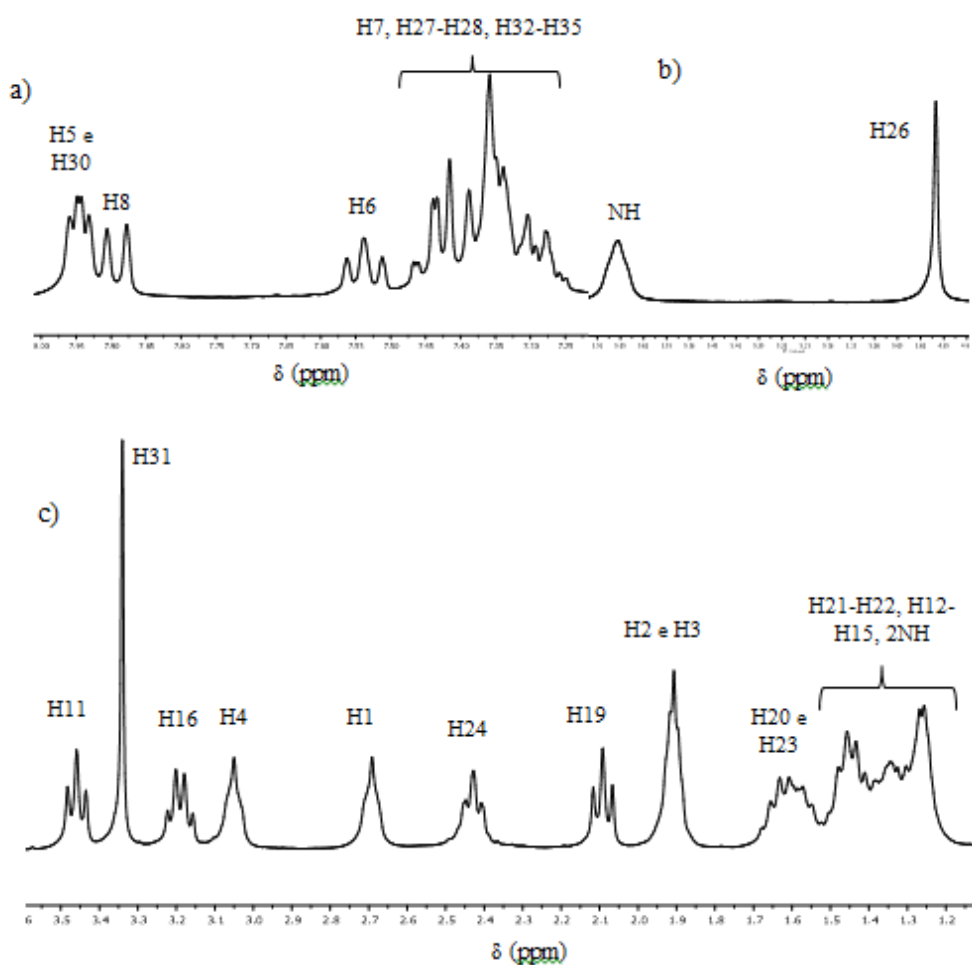 H7, H27-H28, H32-H35
a)
b)
H5 e
H30
H8
H6
NH
H26
δ (ppm)
δ (ppm)
H31
c)
H11
H16
H4
H1
H24
H19
H2 e H3
H20 e
H23
H21-H22, H12-
H15, 2NH
3.5 3.4 3.3 3.2 3.1 3.0 2.9 2.8 2.7 2.6 2.5 2.4 2.3 2.2 2.1 2.0 1.9 1.8 1.7 1.6 1.5 1.4 1.3 1.2
δ (ppm)